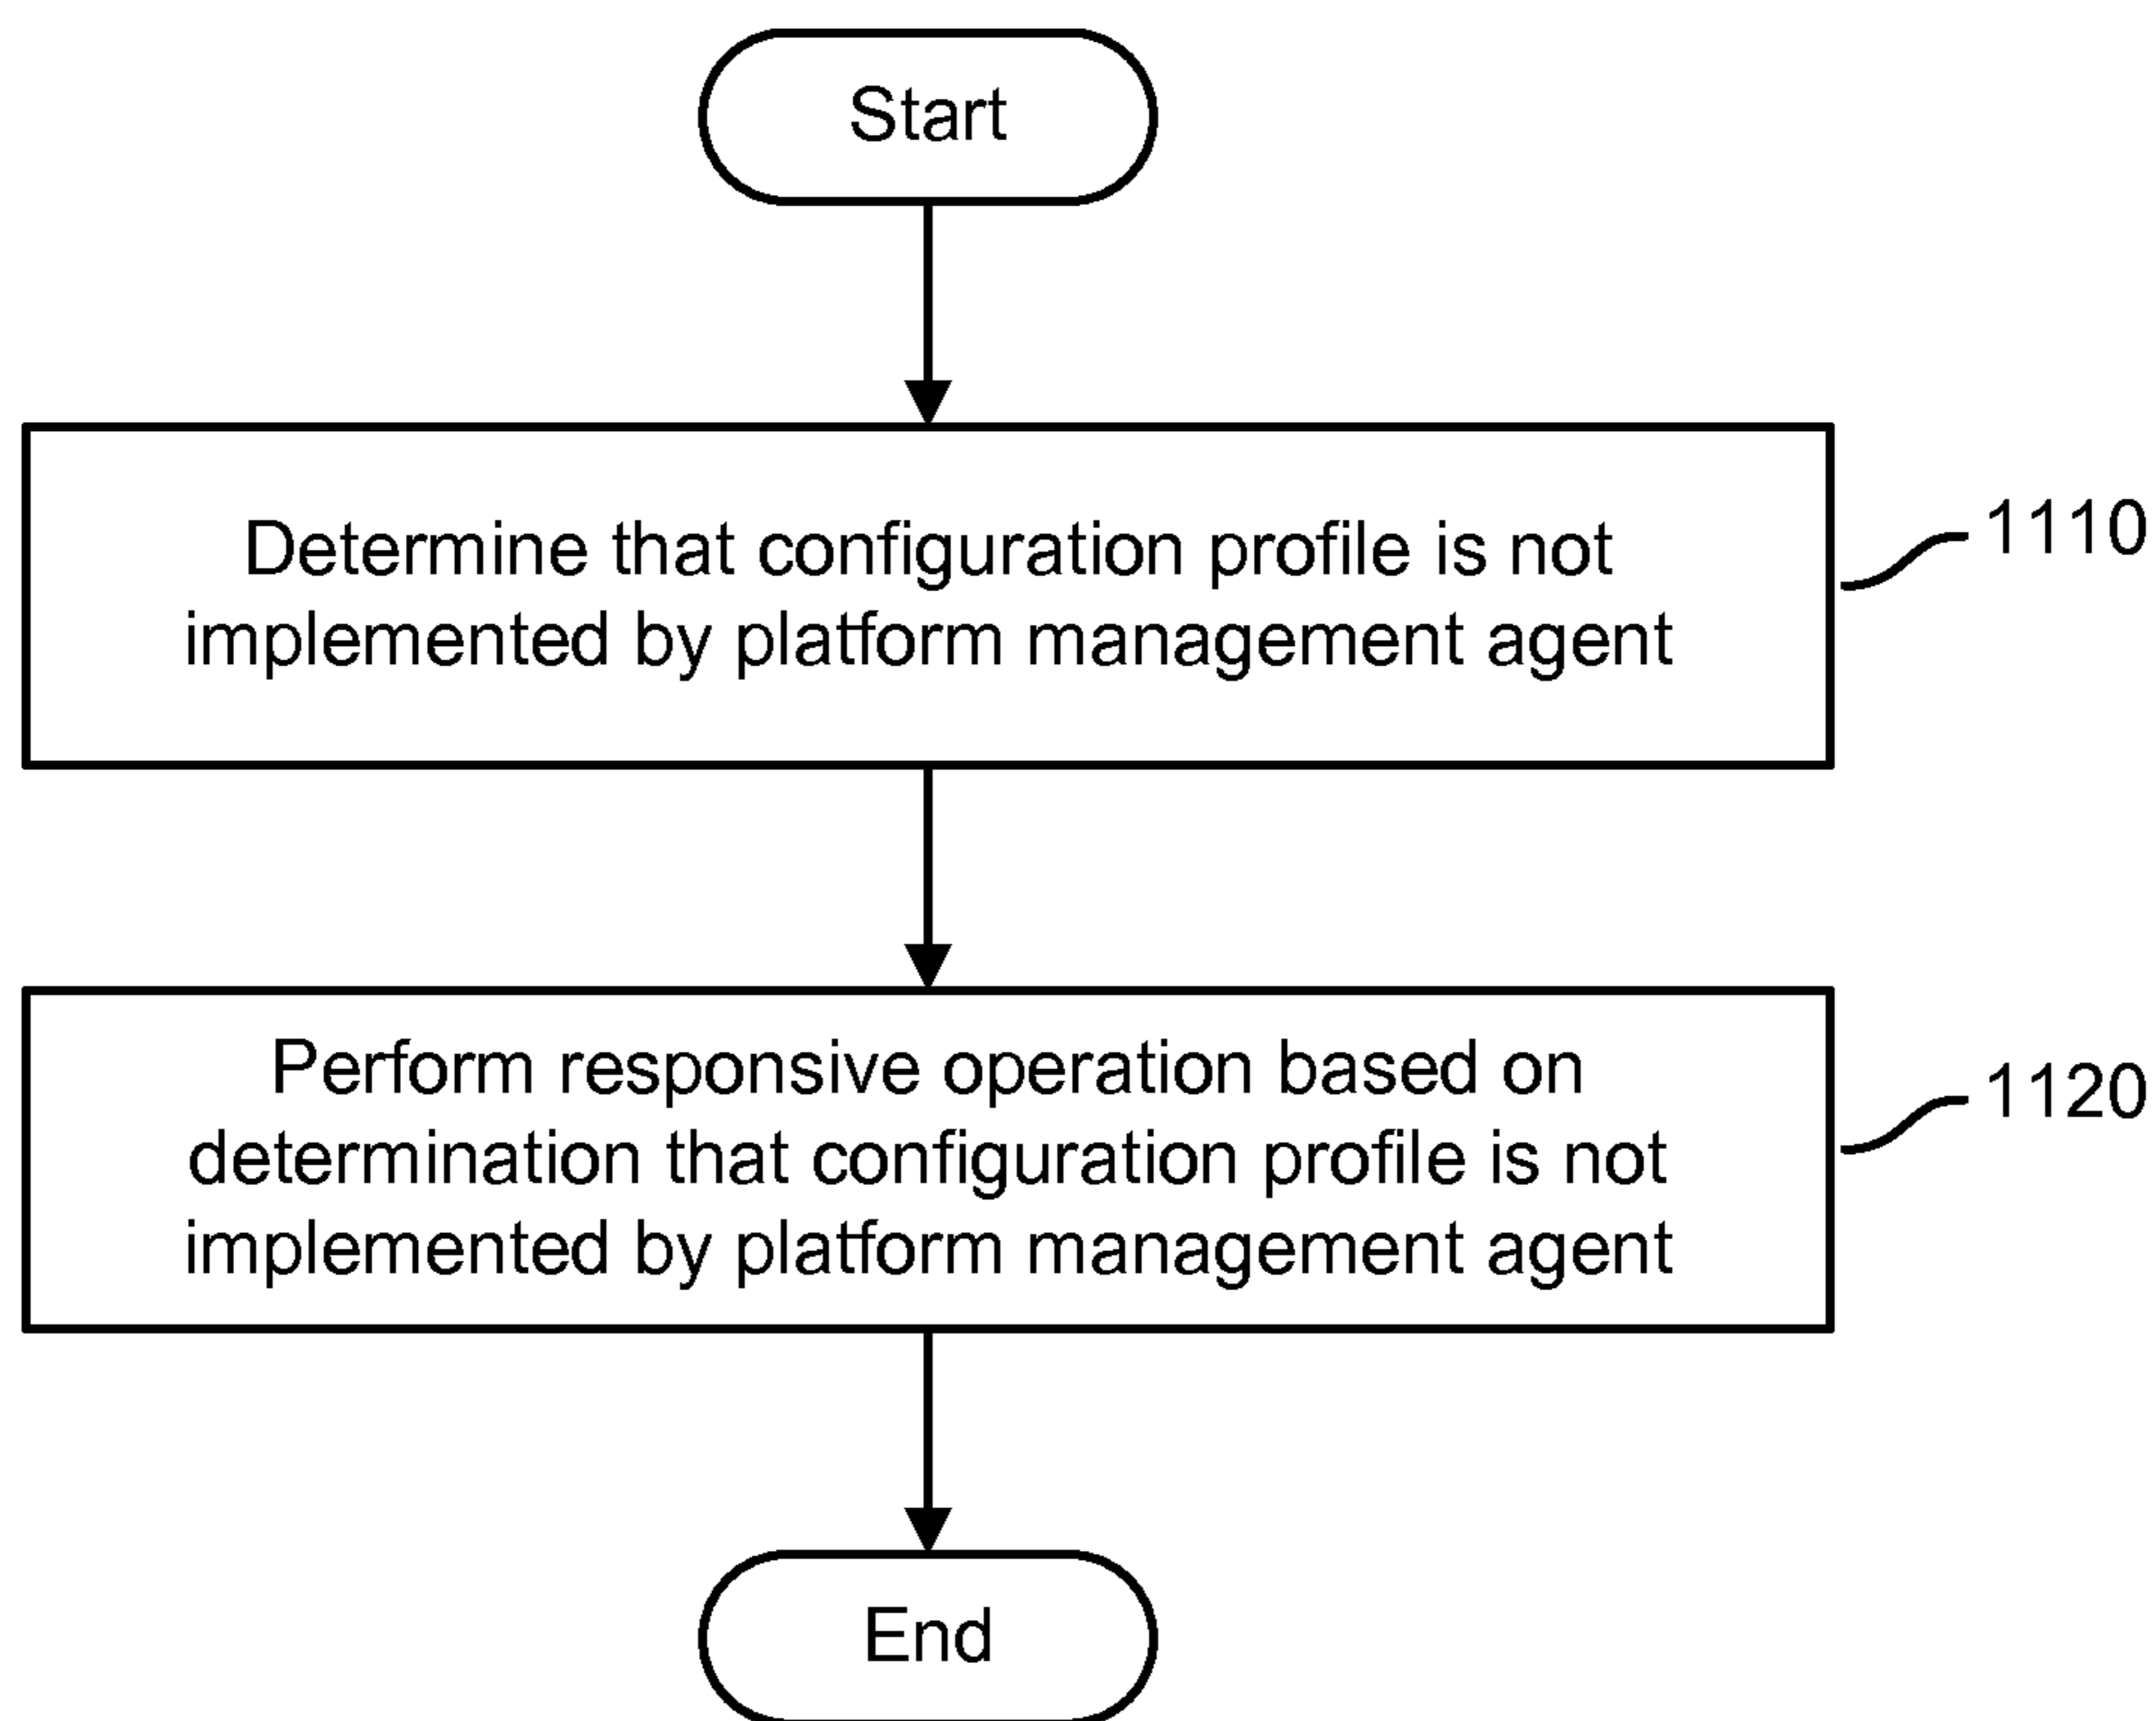 Start
Determine that configuration profile is not
implemented by platform management agent
1110
Perform responsive operation based on
determination that configuration profile is not
implemented by platform management agent
1120
End